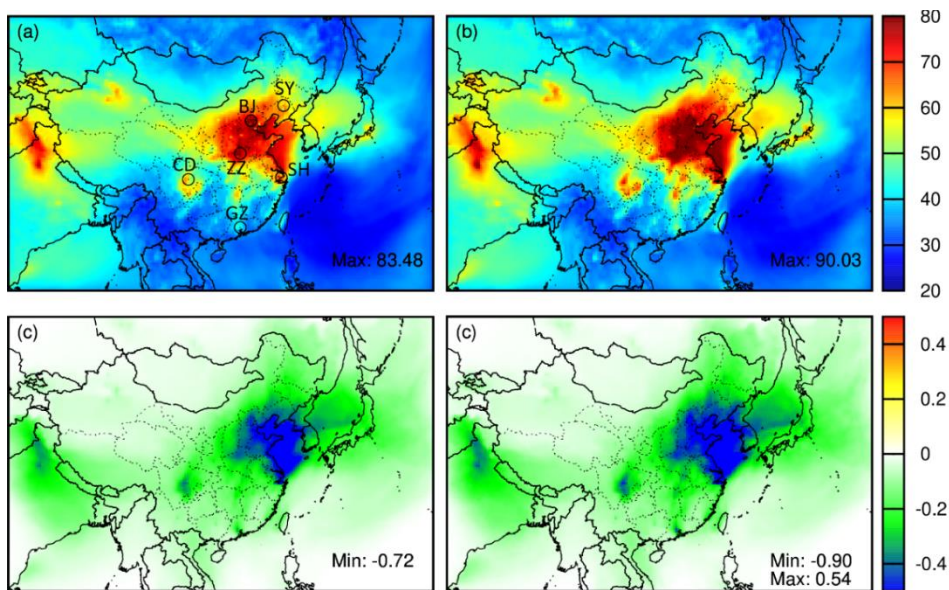 (a)
SY
BJ
CD
ZZ
SH
GZ
Max: 83.48
(b)
Max: 90.03
80
70
60
50
40
30
20
(c)
Min: -0.72
(c)
Min: -0.90
Max: 0.54
0.4
0.2
0
-0.2
-0.4